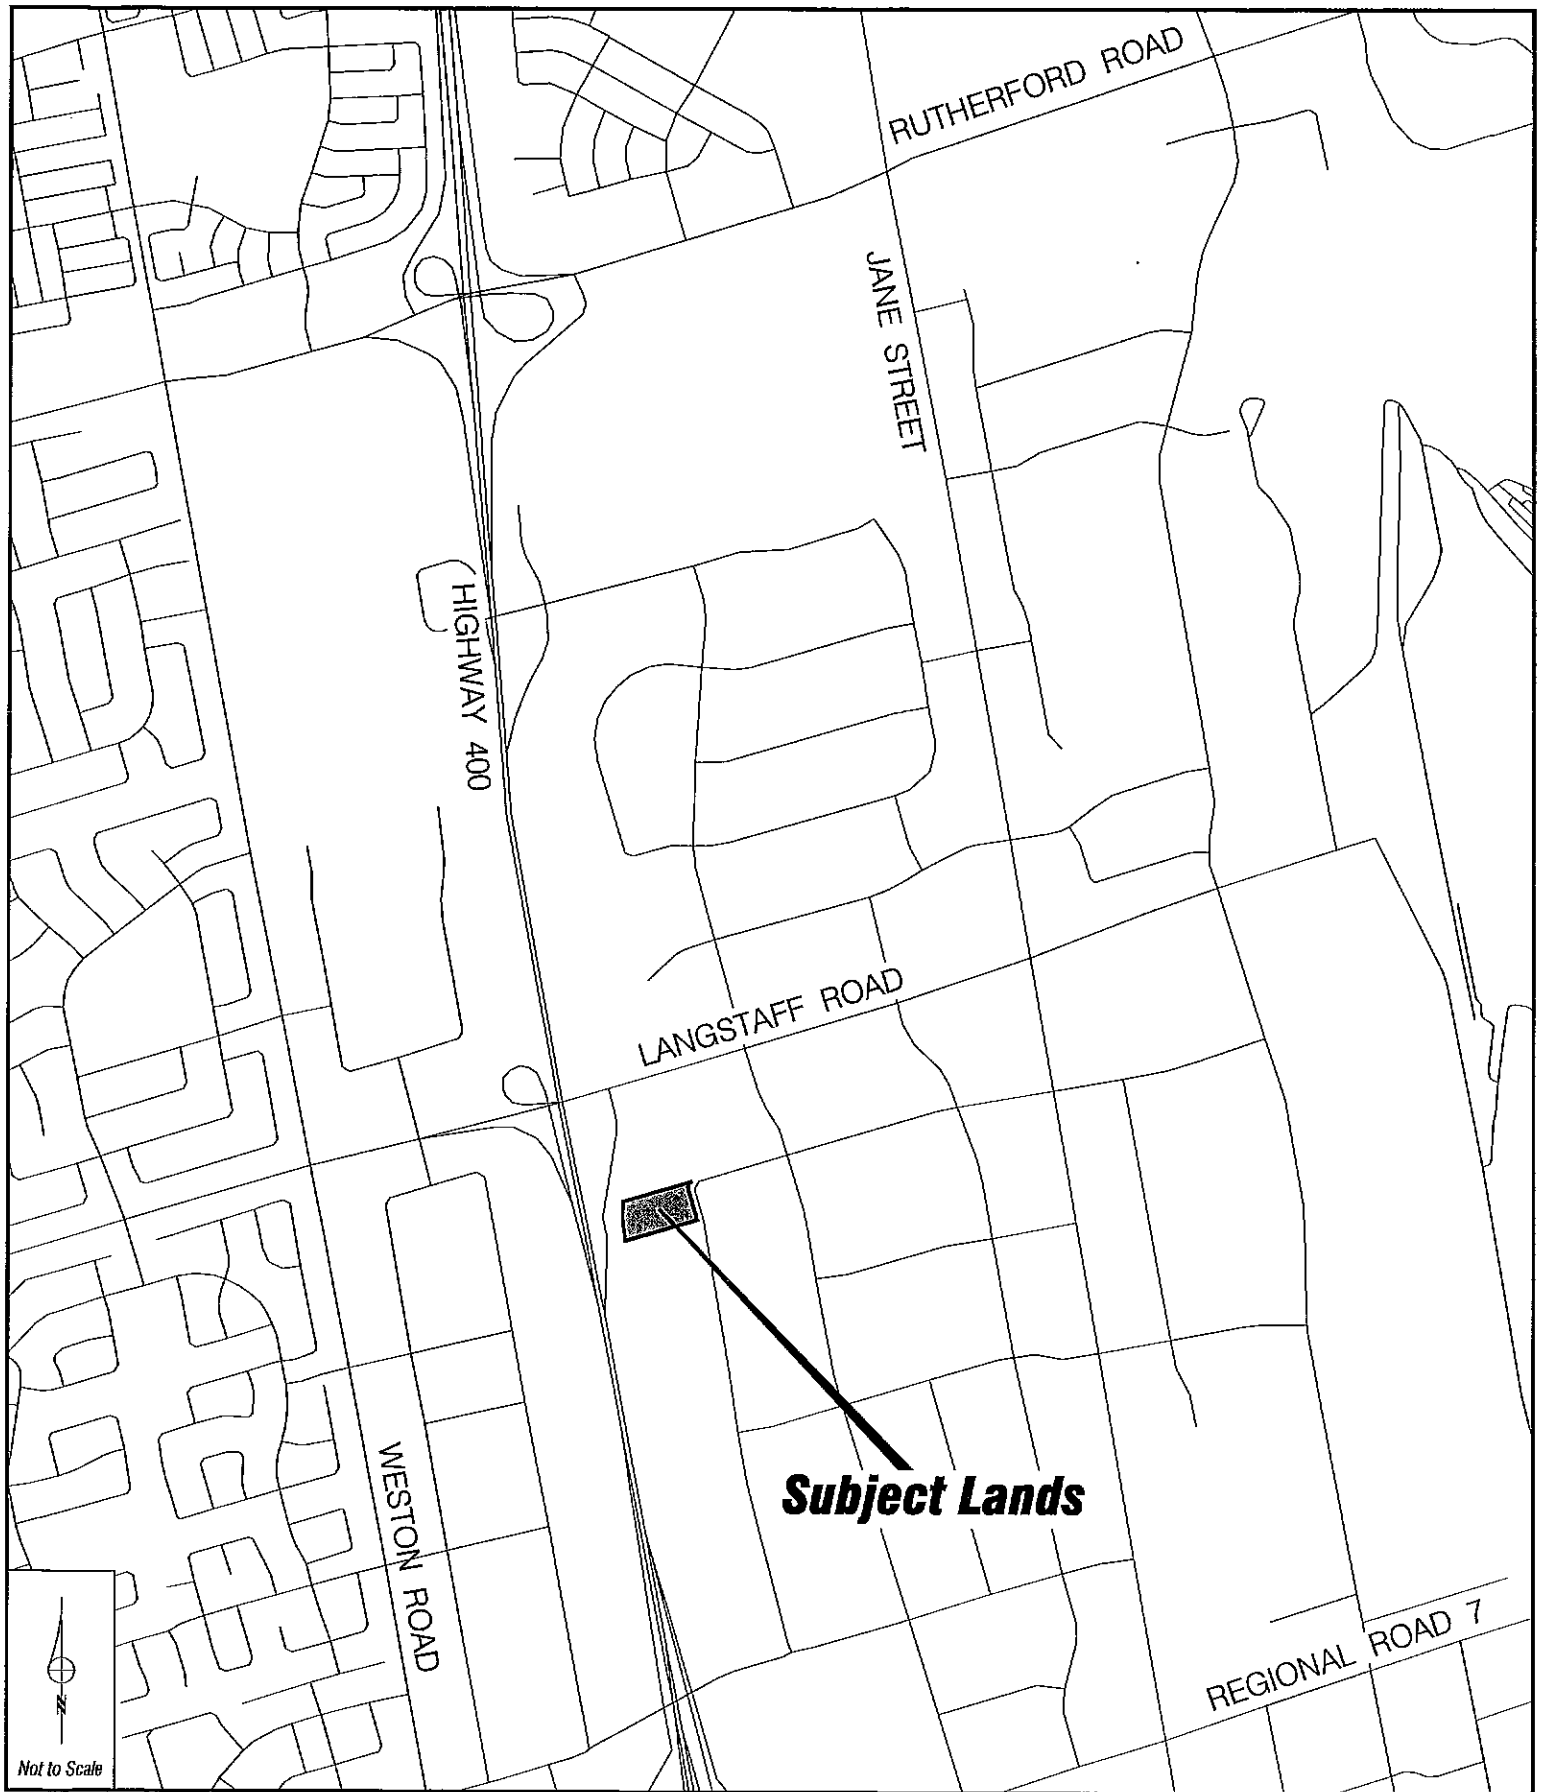 RUTHERFORD ROAD
JANE STREET
HIGHWAY 400
LANGSTAFF ROAD
Subject Lands
WESTON ROAD
REGIONAL ROAD 7
N
Not to Scale